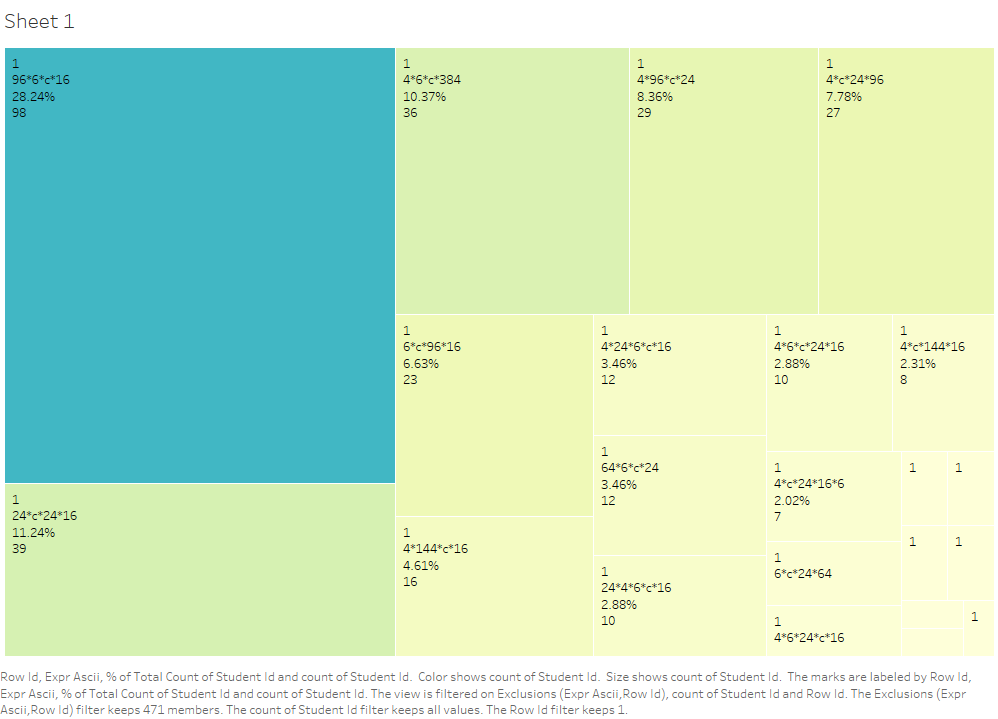 Sheet 1
1
96*6*c*16
28.24%
98
1
4*6*c*384
10.37%
36
1
4*96*c*24
8.36%
29
1
4*c*24*96
7.78%
27
1
6*c*96*16
6.63%
23
1
4*24*6*c*16
3.46%
12
1
4*6*c*24*16
2.88%
10
1
4*c*144*16
2.31%
8
1
64*6*c*24
3.46%
12
1
4*c*24*16*6
2.02%
7
1
1
1
24*c*24*16
11.24%
39
1
4*144*c*16
4.61%
16
1
24*4*6*c*16
2.88%
10
1
6*c*24*64
1
1
1
4*6*24*c*16
1
Row Id, Expr Ascii, % of Total Count of Student Id and count of Student Id.  Color shows count of Student Id.  Size shows count of Student Id.  The marks are labeled by Row Id,
Expr Ascii, % of Total Count of Student Id and count of Student Id. The view is filtered on Exclusions (Expr Ascii,Row Id), count of Student Id and Row Id. The Exclusions (Expr
Ascii,Row Id) filter keeps 471 members. The count of Student Id filter keeps all values. The Row Id filter keeps 1.